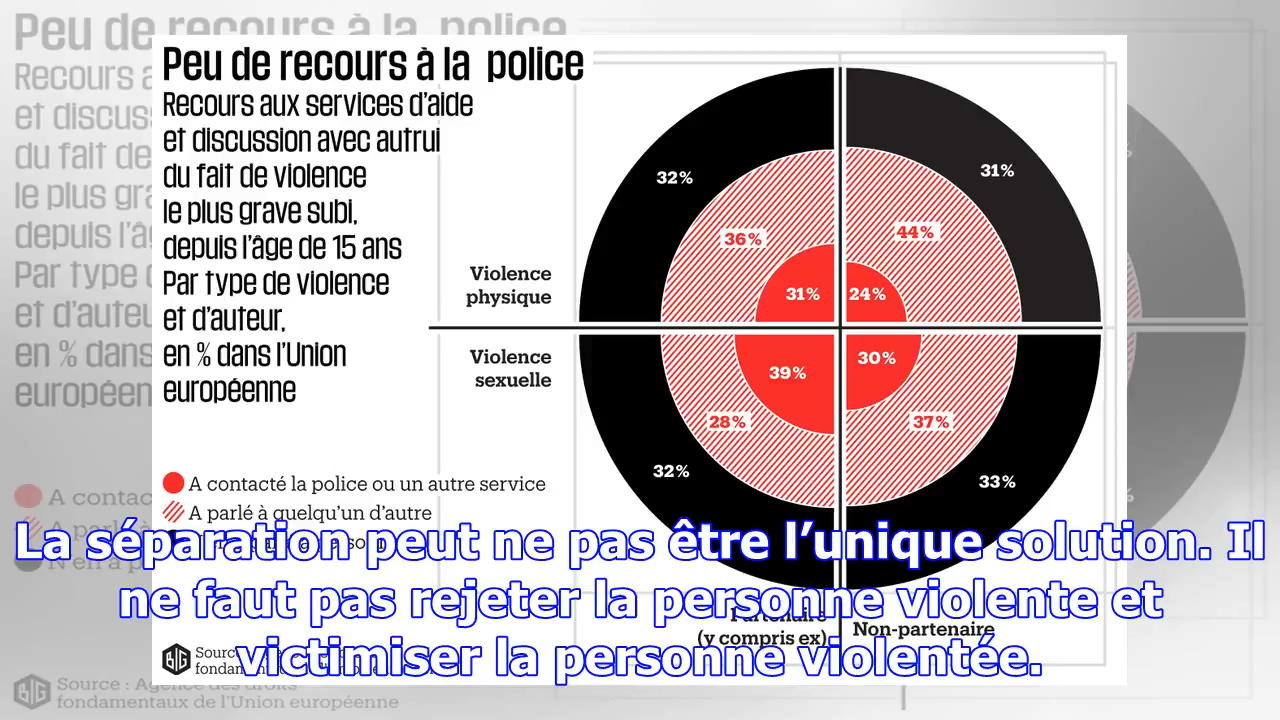 Peu de recours à la police
Recours aux services d'aide
et discussion avec autrui
du fait de violence
le plus grave subi,
depuis l'âge de 15 ans
Par type de violence
et d'auteur,
en % dans l'Union
européenne
32%
31%
36%
44%
31%
24%
Violence
physique
Violence
sexuelle
39%
30%
28%
37%
32%
33%
A contacté la police ou un autre service
A parlé à quelqu'un d'autre
La séparation peut ne pas être l’unique solution. Il
ne faut pas rejeter la personne violente et
victimiser la personne violentée.
Partenaire
(y compris ex)
Non-partenaire
BIG
Source : Agence des droits
fondamentaux de l'Union européenne